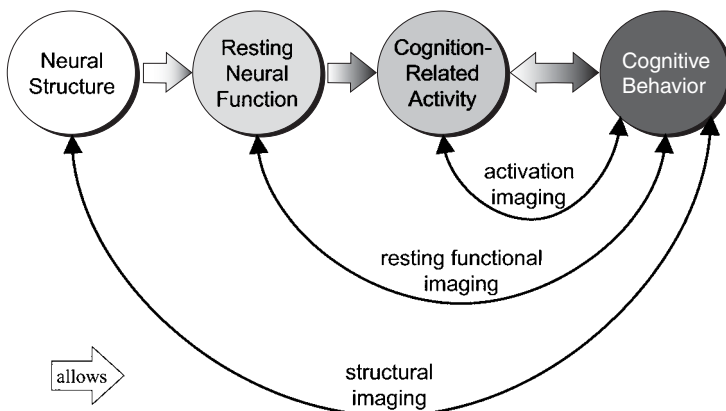 Neural
Structure
Resting
Neural
Function
Cognition-
Related
Activity
Cognitive
Behavior
activation
imaging
resting functional
imaging
structural
imaging
allows